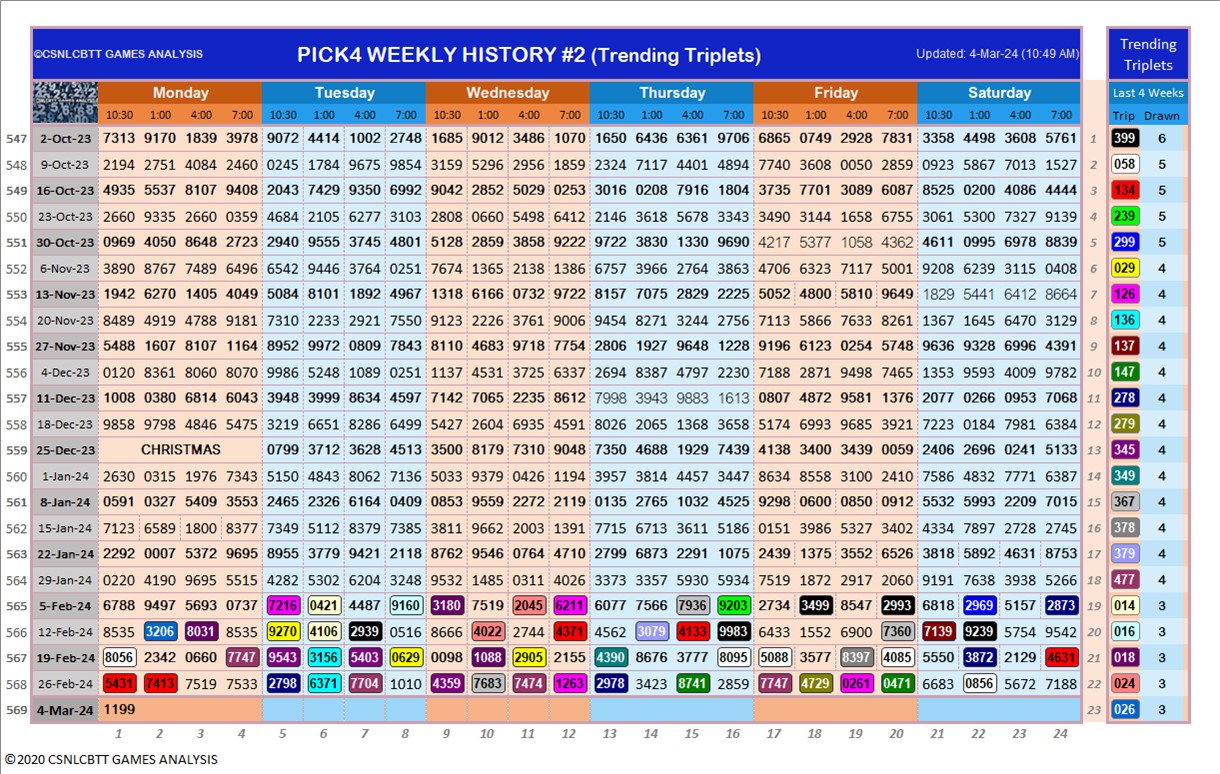 ©CSNLCBTT GAMES ANALYSIS PICK4 WEEKLY HISTORY #2 (Trending Triplets) Updated: 4-Mar-24 (10:49 AM) Trending Triplets
Monday Tuesday Wednesday Thursday Friday Saturday Last 4 Weeks
10:30 1:00 4:00 7:00 10:30 1:00 4:00 7:00 10:30 1:00 4:00 7:00 10:30 1:00 4:00 7:00 10:30 1:00 4:00 7:00 10:30 1:00 4:00 7:00 Trip Drawn
547 2-Oct-23 7313 9170 1839 3978 9072 4414 1002 2748 1685 9012 3486 1070 1650 6436 6361 9706 6865 0749 2928 7831 3358 4498 3608 5761 1 399 6
548 9-Oct-23 2194 2751 4084 2460 0245 1784 9675 9854 3159 5296 2956 1859 2324 7117 4401 4894 7740 3608 0050 2859 0923 5867 7013 1527 2 058 5
549 16-Oct-23 4935 5537 8107 9408 2043 7429 9350 6992 9042 2852 5029 0253 3016 0208 7916 1804 3735 7701 3089 6087 8525 0200 4086 4444 3 134 5
550 23-Oct-23 2660 9335 2660 0359 4684 2105 6277 3103 2808 0660 5498 6412 2146 3618 5678 3343 3490 3144 1658 6755 3061 5300 7327 9139 4 239 5
551 30-Oct-23 0969 4050 8648 2723 2940 9555 3745 4801 5128 2859 3858 9222 9722 3830 1330 9690 4217 5377 1058 4362 4611 0995 6978 8839 5 299 5
552 6-Nov-23 3890 8767 7489 6496 6542 9446 3764 0251 7674 1365 2138 1386 6757 3966 2764 3863 4706 6323 7117 5001 9208 6239 3115 0408 6 029 4
553 13-Nov-23 1942 6270 1405 4049 5084 8101 1892 4967 1318 6166 0732 9722 8157 7075 2829 2225 5052 4800 5810 9649 1829 5441 6412 8664 7 126 4
554 20-Nov-23 8489 4919 4788 9181 7310 2233 2921 7550 9123 2226 3761 9006 9454 8271 3244 2756 7113 5866 7633 8261 1367 1645 6470 3129 8 136 4
555 27-Nov-23 5488 1607 8107 1164 8952 9972 0809 7843 8110 4683 9718 7754 2806 1927 9648 1228 9196 6123 0254 5748 9636 9328 6996 4391 9 137 4
556 4-Dec-23 0120 8361 8060 8070 9986 5248 1089 0251 1137 4531 3725 6337 2694 8387 4797 2230 7188 2871 9498 7465 1353 9593 4009 9782 10 147 4
557 11-Dec-23 1008 0380 6814 6043 3948 3999 8634 4597 7142 7065 2235 8612 7998 3943 9883 1613 0807 4872 9581 1376 2077 0266 0953 7068 11 278 4
558 18-Dec-23 9858 9798 4846 5475 3219 6651 8286 6499 5427 2604 6935 4591 8026 2065 1368 3658 5174 6993 9685 3921 7223 0184 7981 6384 12 279 4
559 25-Dec-23 CHRISTMAS 0799 3712 3628 4513 3500 8179 7310 9048 7350 4688 1929 7439 4138 3400 3439 0059 2406 2696 0241 5133 13 345 4
560 1-Jan-24 2630 0315 1976 7343 5150 4843 8062 7135 5033 9379 0426 1194 3957 3814 4457 3447 8634 8558 3100 2410 7586 4832 7771 6387 14 349 4
561 8-Jan-24 0591 0327 5409 3553 2465 2326 6164 0409 0853 9559 2272 2119 0135 2765 1032 4525 9298 0600 0850 0912 5532 5993 2209 7015 15 367 4
562 15-Jan-24 7123 6589 1800 8377 7349 5112 8379 7385 3811 9662 2003 1391 7715 6713 3611 5186 0151 3986 5327 3402 4334 7897 2728 2745 16 378 4
563 22-Jan-24 2292 0007 5372 9695 8955 3779 9421 2118 8762 9546 0764 4710 2799 6873 2291 1075 2439 1375 3552 6526 3818 5892 4631 8753 17 379 4
564 29-Jan-24 0220 4190 9695 5515 4282 5302 6204 3248 9532 1485 0311 4026 3373 3357 5930 5934 7519 1872 2917 2060 9191 7638 3938 5266 18 477 4
565 5-Feb-24 6788 9497 5693 0737 7216 0421 4487 9160 3180 7519 2045 6211 6077 7566 7936 9203 2734 3499 8547 2993 6818 2969 5157 2873 19 014 3
566 12-Feb-24 8535 3206 8031 8535 9270 4106 2939 0516 8666 4022 2744 4371 4562 3079 4133 9983 6433 1552 6900 7360 7139 9239 5754 9542 20 016 3
567 19-Feb-24 8056 2342 0660 7747 9543 3156 5403 0629 0098 1088 2905 2155 4390 8676 3777 8095 5088 3577 8397 4085 5550 3872 2129 4631 21 018 3
568 26-Feb-24 5431 7413 7519 7533 2798 6371 7704 1010 4359 7683 7474 1263 2978 3423 8741 2859 7747 4729 0261 0471 6683 0856 5672 7188 22 024 3
569 4-Mar-24 1199 23 026 3
1 2 3 4 5 6 7 8 9 10 11 12 13 14 15 16 17 18 19 20 21 22 23 24
©2020 CSNLCBTT GAMES ANALYSIS